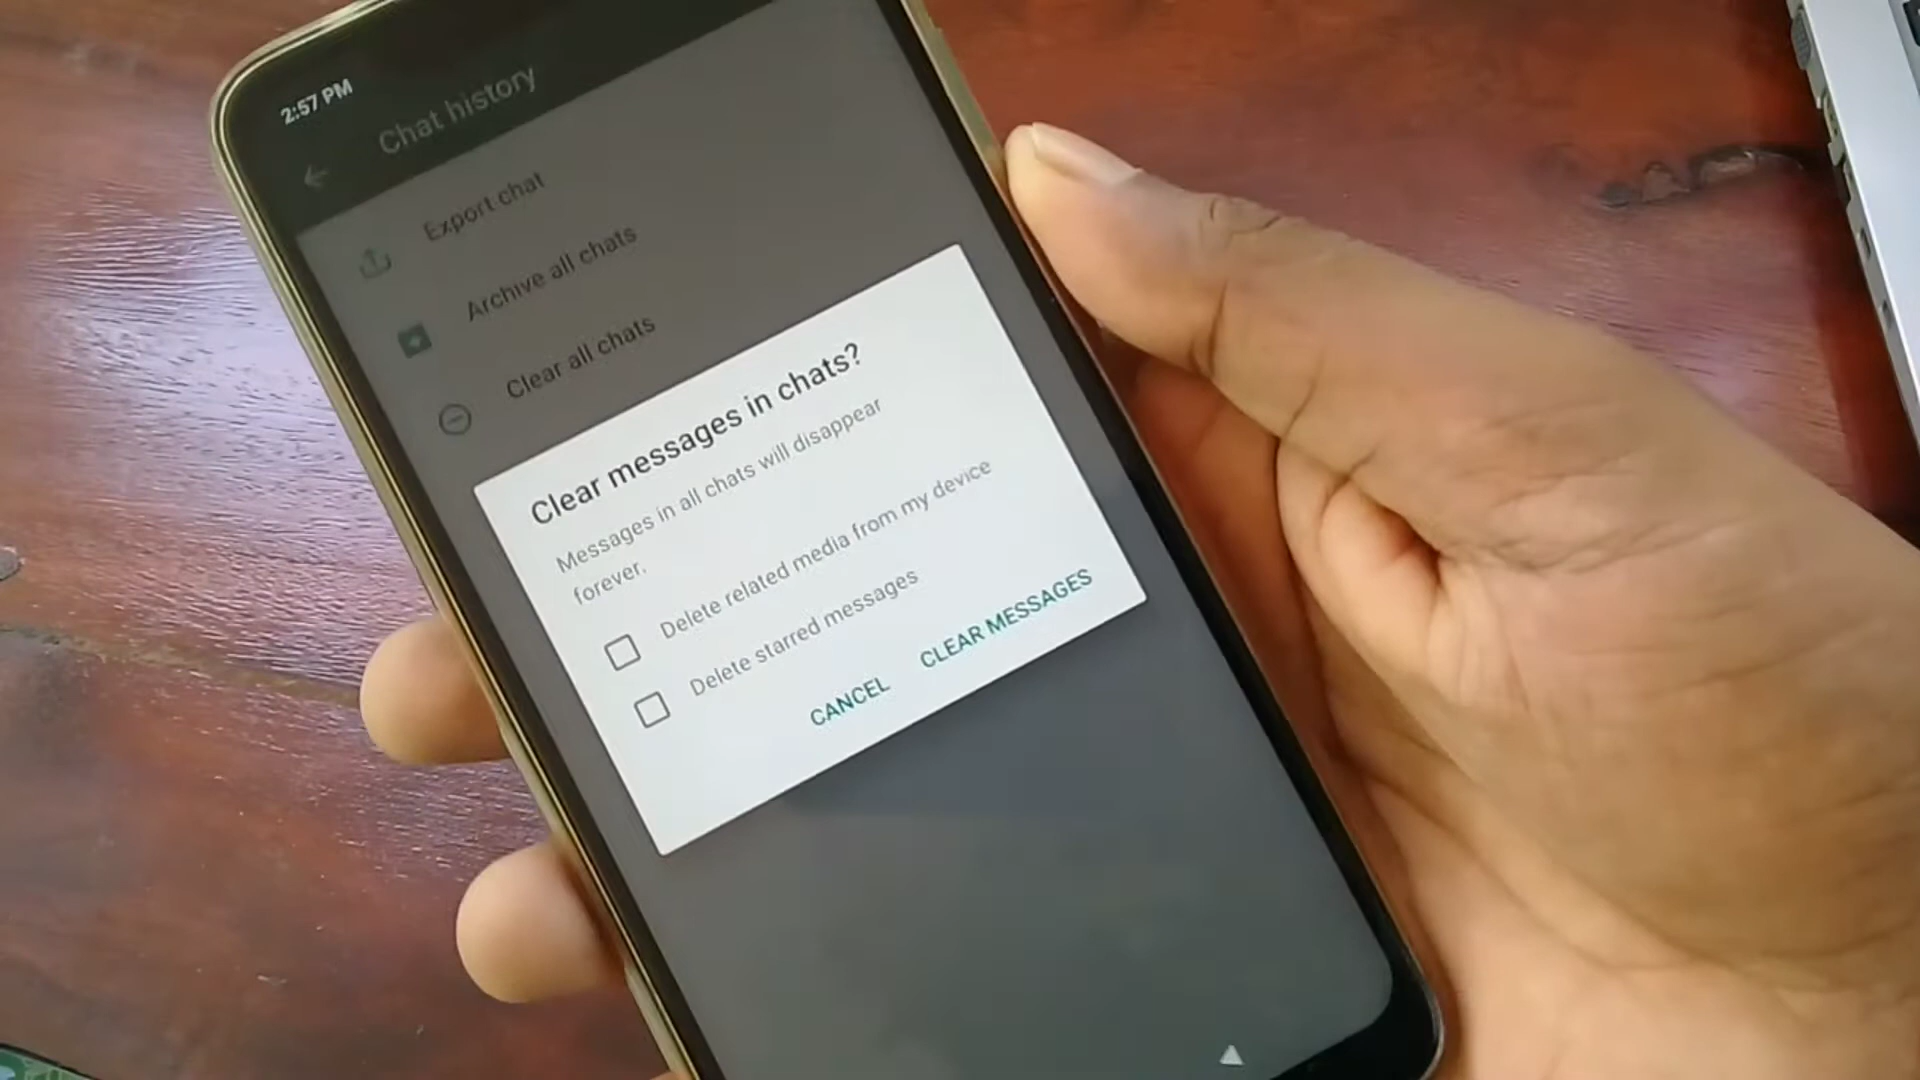 2:57 PM
Chat history
Export chat
Archive all chats
Clear all chats
Clear messages in chats?
Messages in all chats will disappear
forever.
Delete related media from my device
Delete starred messages
CANCEL
CLEAR MESSAGES